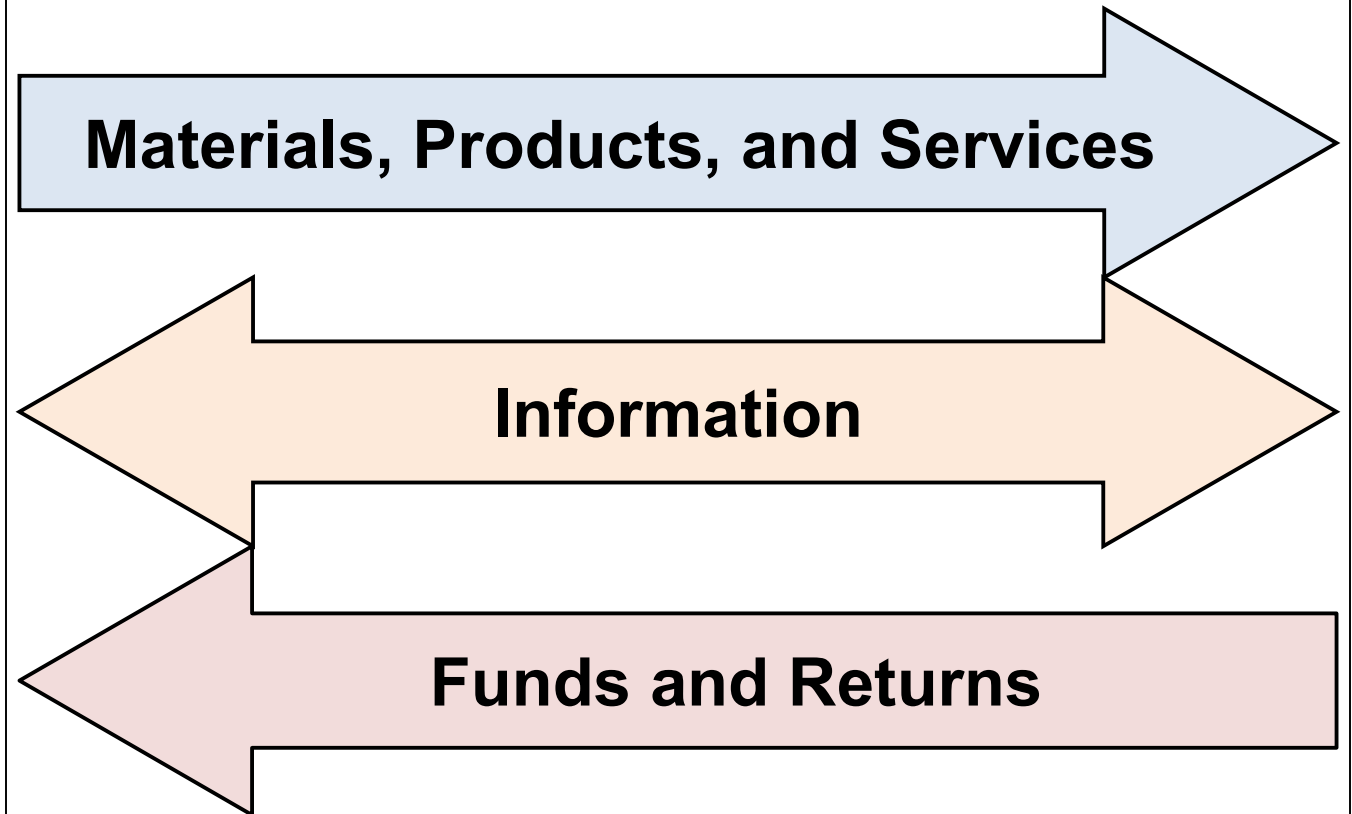 Materials, Products, and Services
Information
Funds and Returns